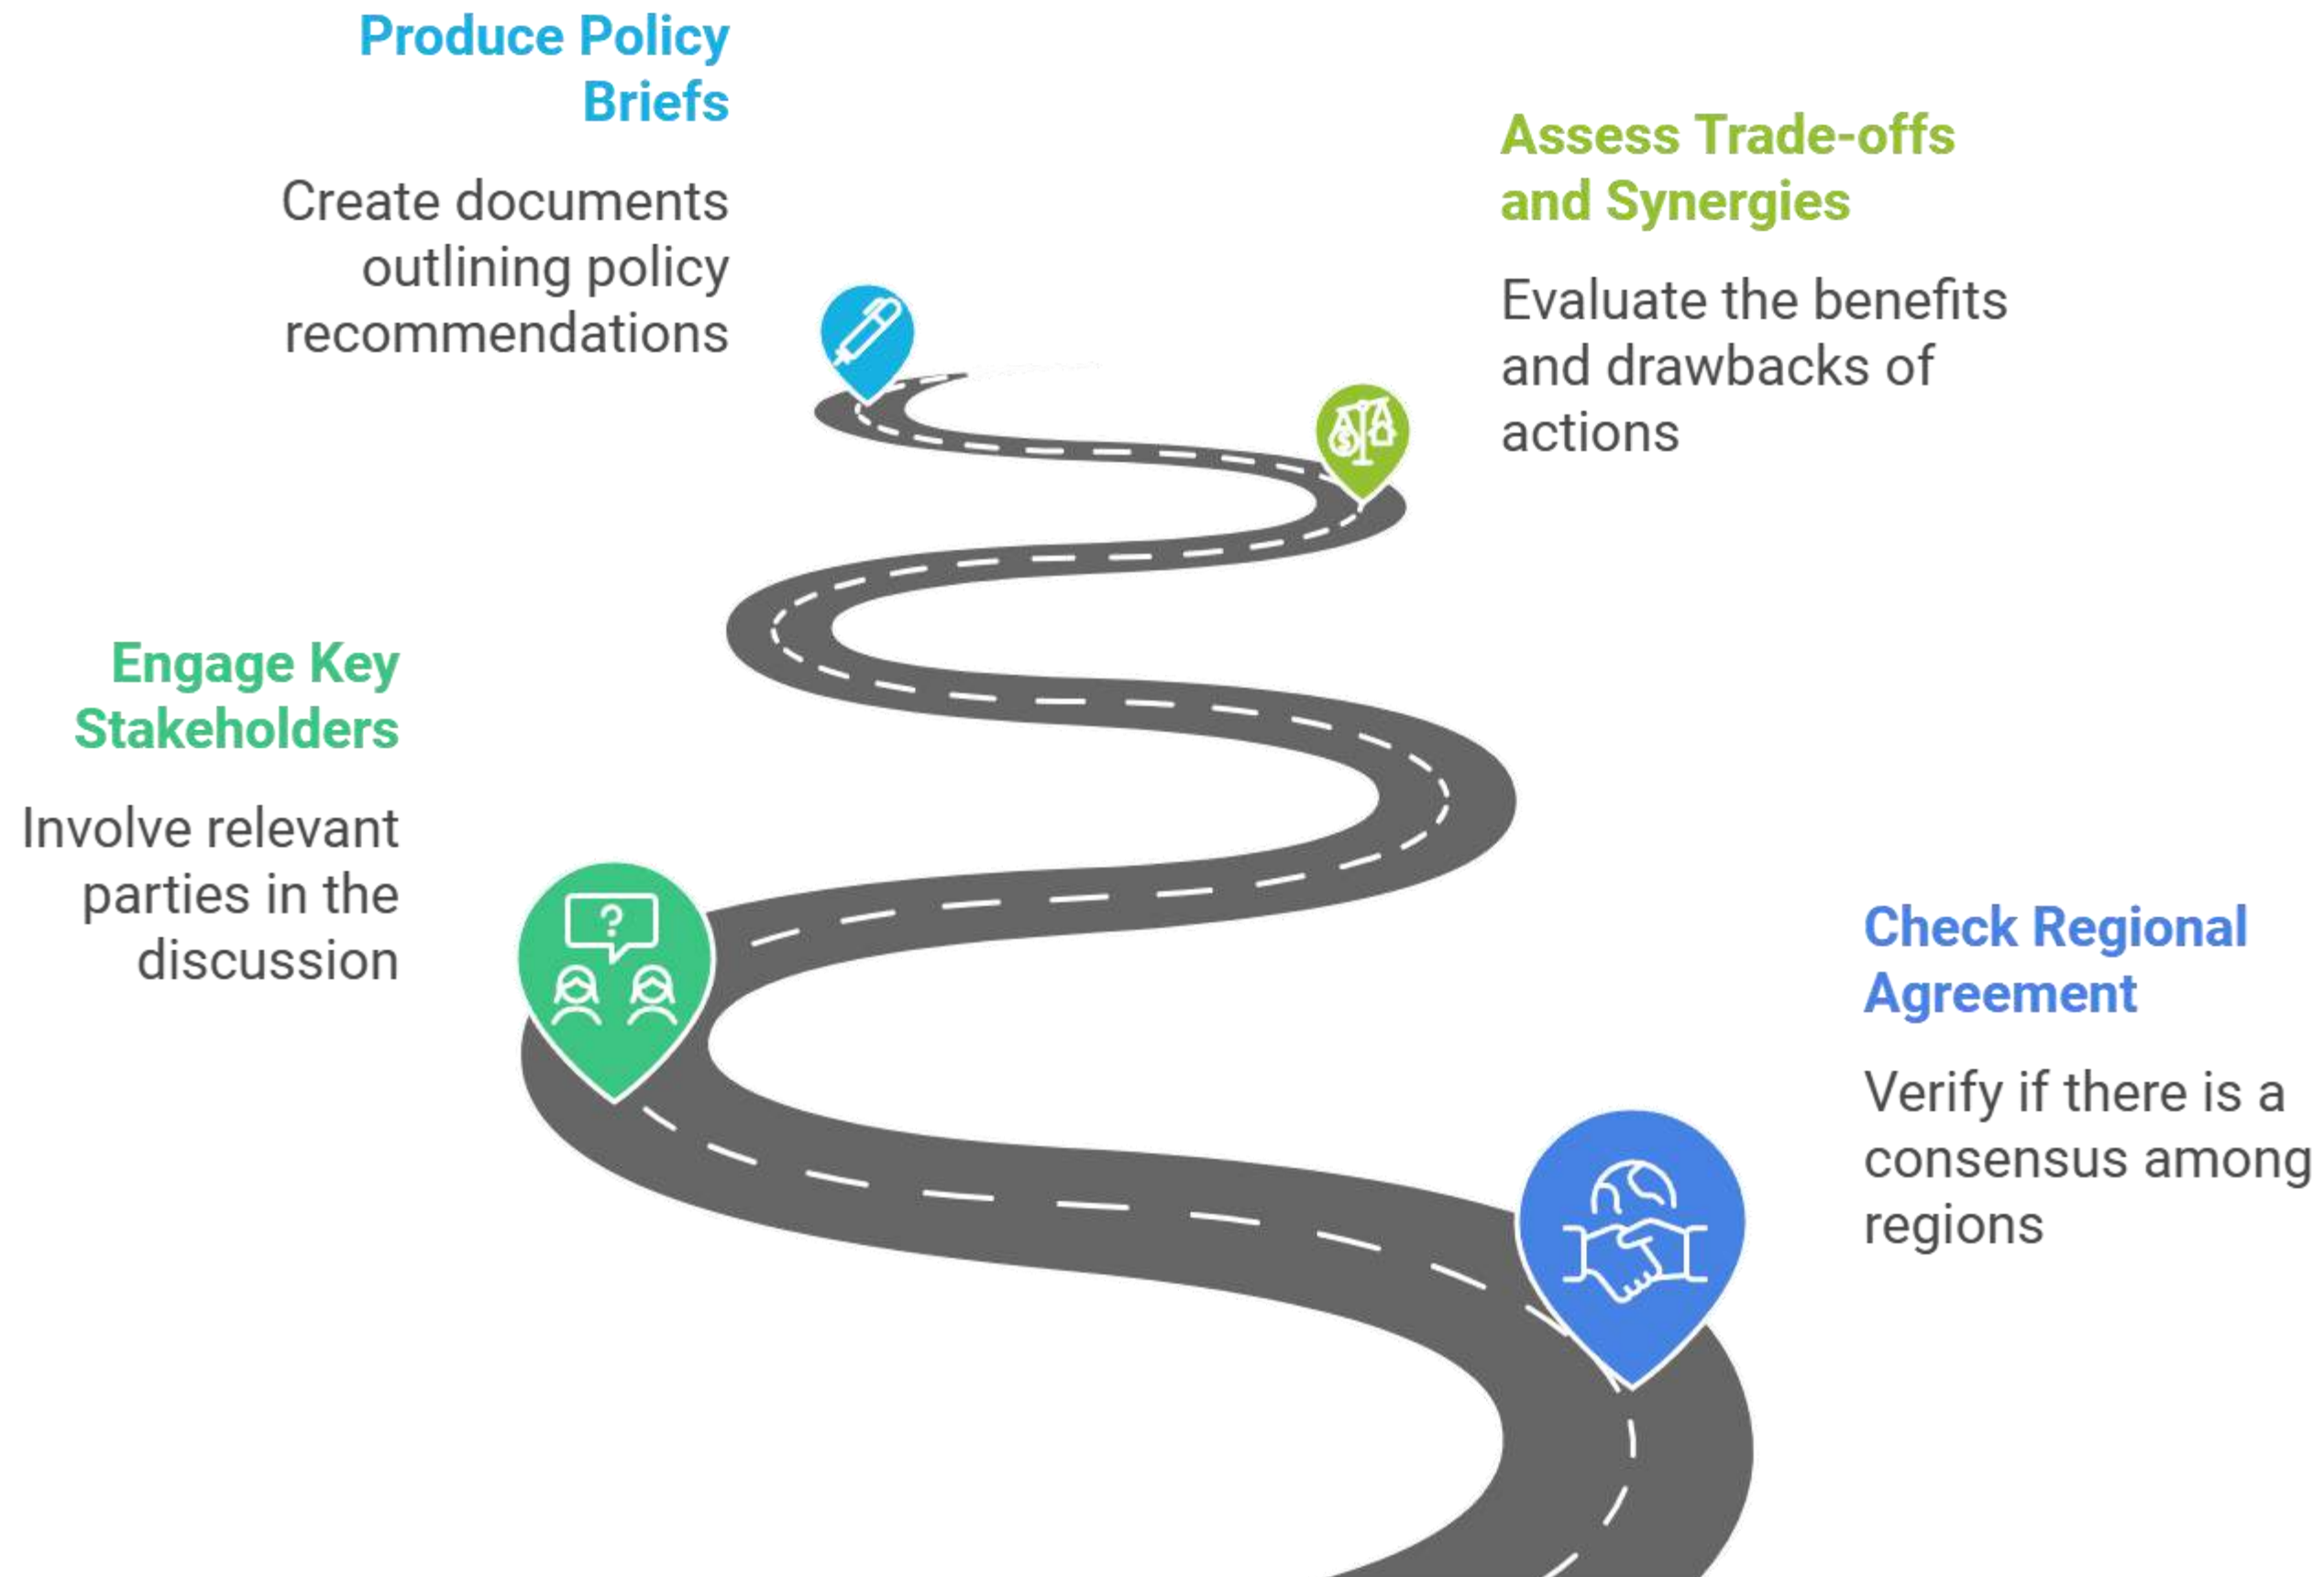 Produce Policy
Briefs
Create documents
outlining policy
recommendations
Assess Trade-offs
and Synergies
Evaluate the benefits
and drawbacks of
actions
Engage Key
Stakeholders
Involve relevant
parties in the
discussion
?
Check Regional
Agreement
Verify if there is a
consensus among
regions
$